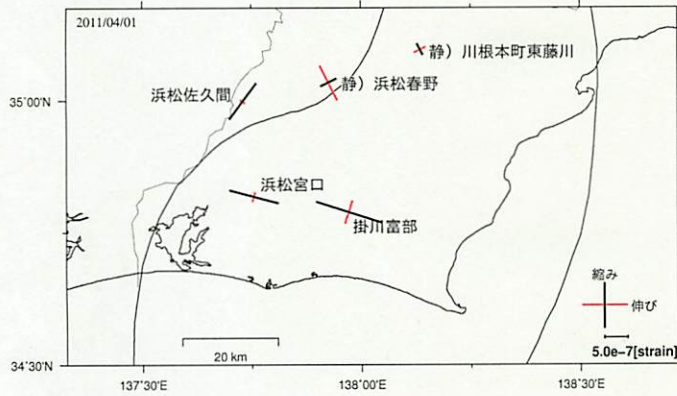 2011/04/01
静）川根本町東藤川
静）浜松春野
浜松佐久間
35°00'N
浜松宮口
掛川富部
縮み
伸び
5.0e-7[strain]
20 km
34°30'N
137°30'E
138°00'E
138°30'E